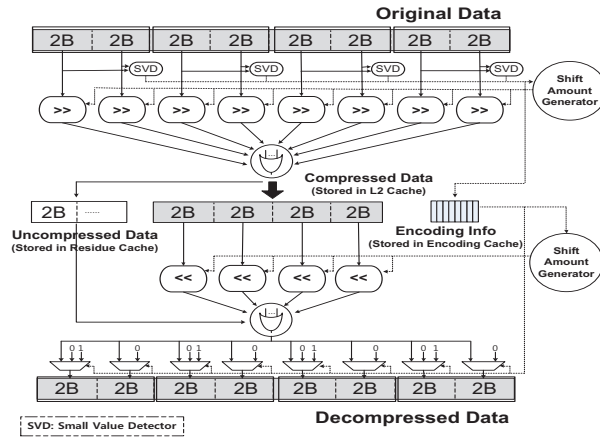 Original Data
2B 2B 2B 2B 2B 2B 2B 2B
SVD SVD SVD SVD
Shift
Amount
Generator
>> >> >> >> >> >> >> >>
Compressed Data
(Stored in L2 Cache)
2B ......
2B 2B 2B 2B
Uncompressed Data
(Stored in Residue Cache)
Encoding Info
(Stored in Encoding Cache)
Shift
Amount
Generator
<< << << <<
0 1 0 0 1 0 0 1 0 0 1 0
2B 2B 2B 2B 2B 2B 2B 2B
SVD: Small Value Detector
Decompressed Data